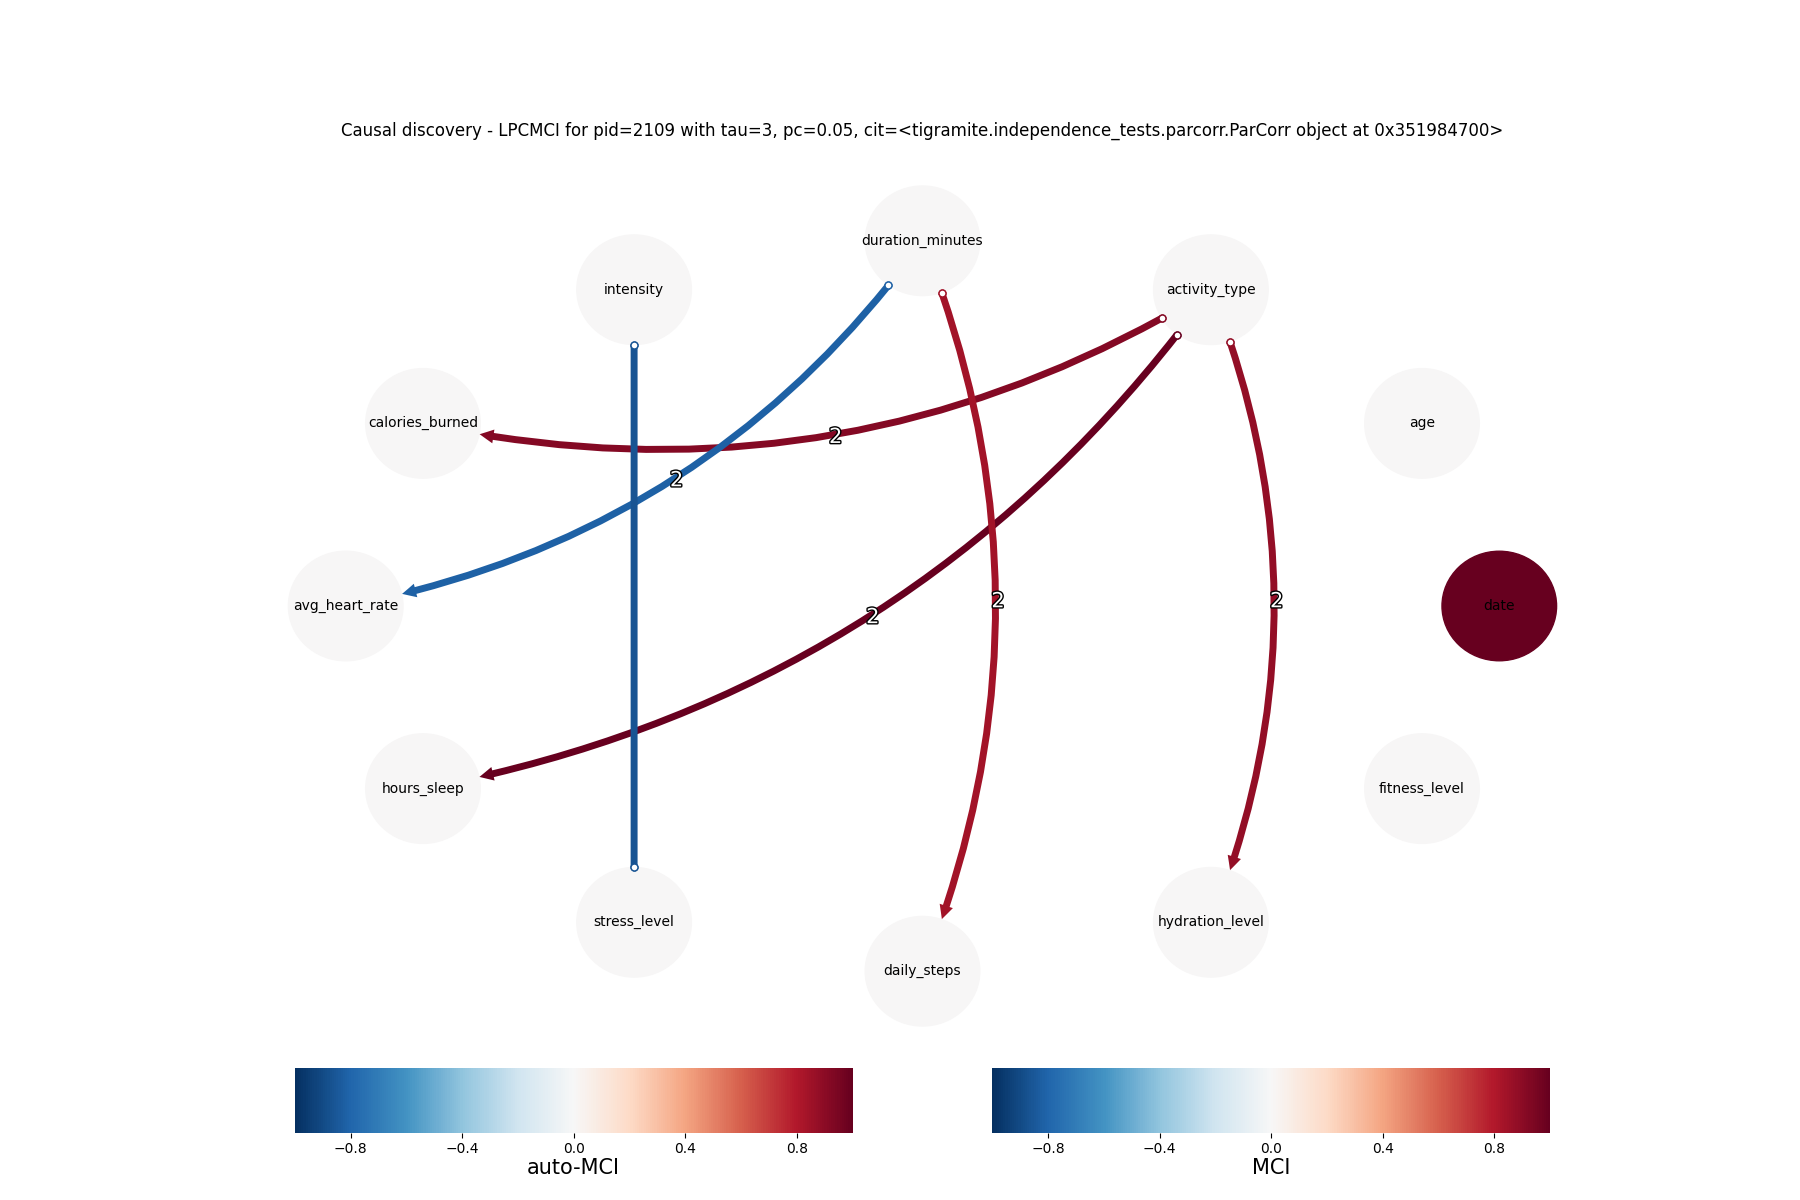 Causal discovery - LPCMCI for pid=2109 with tau=3, pc=0.05, cit=<tigramite.independence_tests.parcorr.ParCorr object at 0x351984700>
duration_minutes
intensity
activity_type
calories_burned
age
2
2
avg_heart_rate
date
2
2
2
hours_sleep
fitness_level
stress_level
hydration_level
daily_steps
−0.8 −0.4 0.0 0.4 0.8
auto-MCI
−0.8 −0.4 0.0 0.4 0.8
MCI